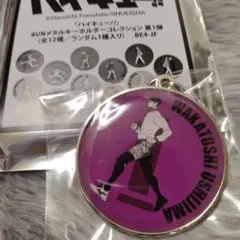 ハイキュー!!
©Haruichi Furudate/SHUEISHA
「ハイキュー!!」
RUNメタルキーホルダーコレクション 第1弾
(全12種/ランダム1種入り) BE4-JF
WAKATOSHI USHIJIMA